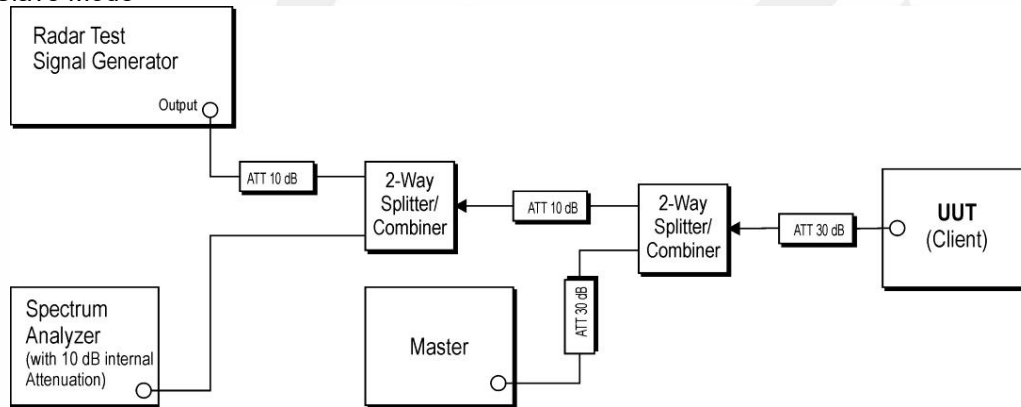 Radar Test
Signal Generator
Output
ATT 10 dB
2-Way
Splitter/
Combiner
ATT 10 dB
2-Way
Splitter/
Combiner
ATT 30 dB
UUT
(Client)
Spectrum
Analyzer
(with 10 dB internal
Attenuation)
Master
ATT 30 dB